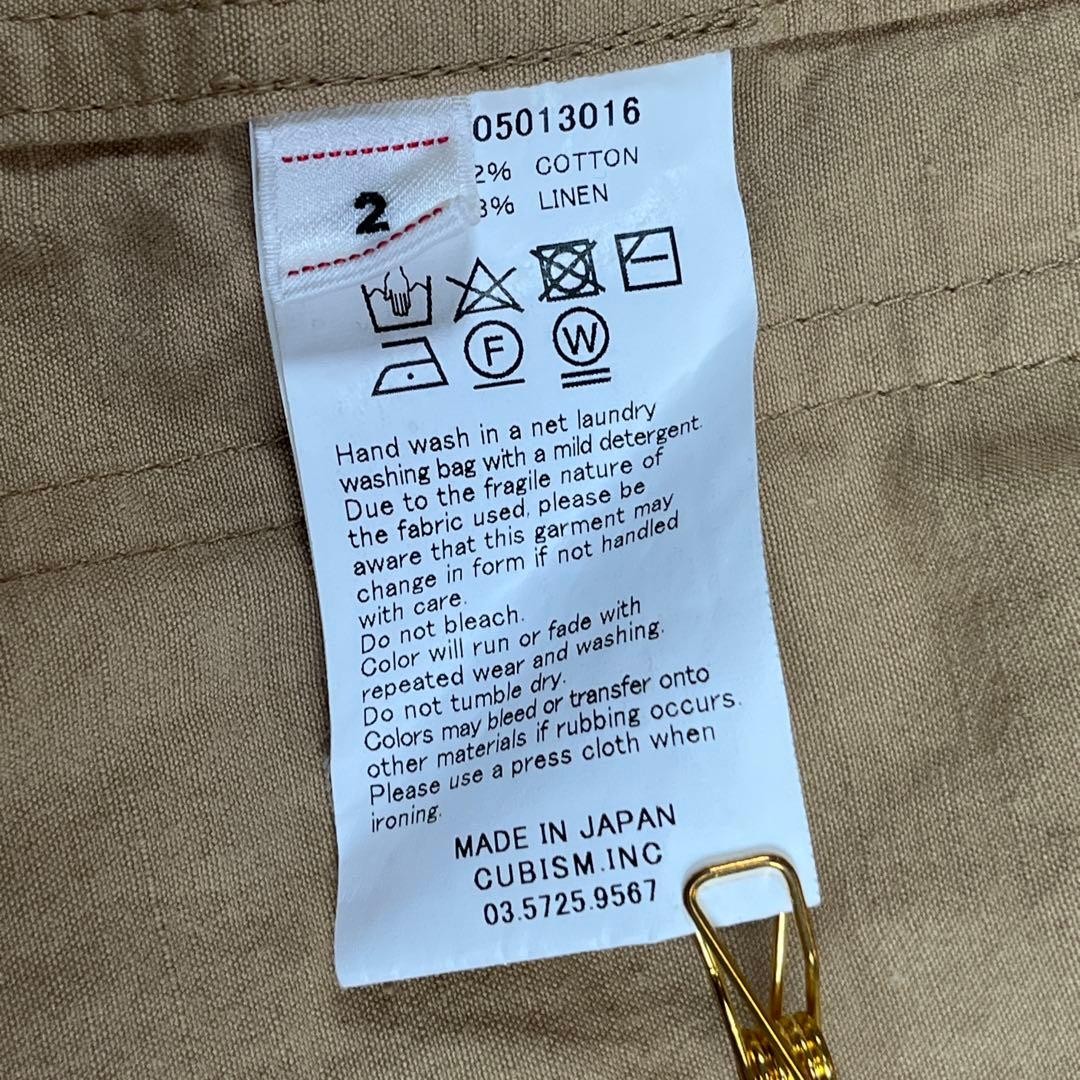 2
05013016
2% COTTON
3% LINEN
F
W
Hand wash in a net laundry
washing bag with a mild detergent.
Due to the fragile nature of
the fabric used, please be
aware that this garment may
change in form if not handled
with care.
Do not bleach.
Color will run or fade with
repeated wear and washing.
Do not tumble dry.
Colors may bleed or transfer onto
other materials if rubbing occurs.
Please use a press cloth when
ironing.
MADE IN JAPAN
CUBISM.INC
03.5725.9567